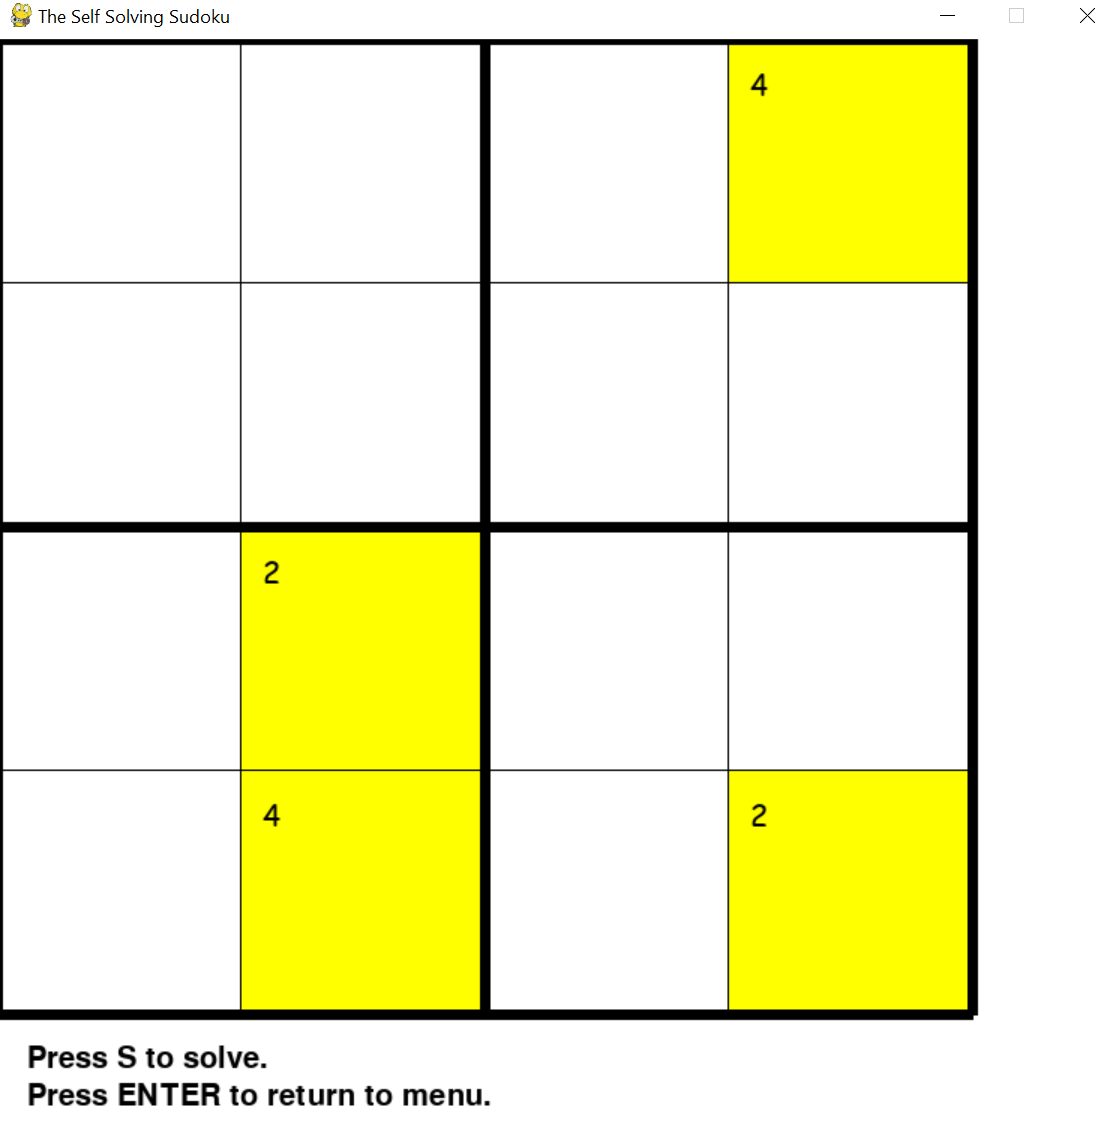 The Self Solving Sudoku
4
2
4 2
Press S to solve.
Press ENTER to return to menu.